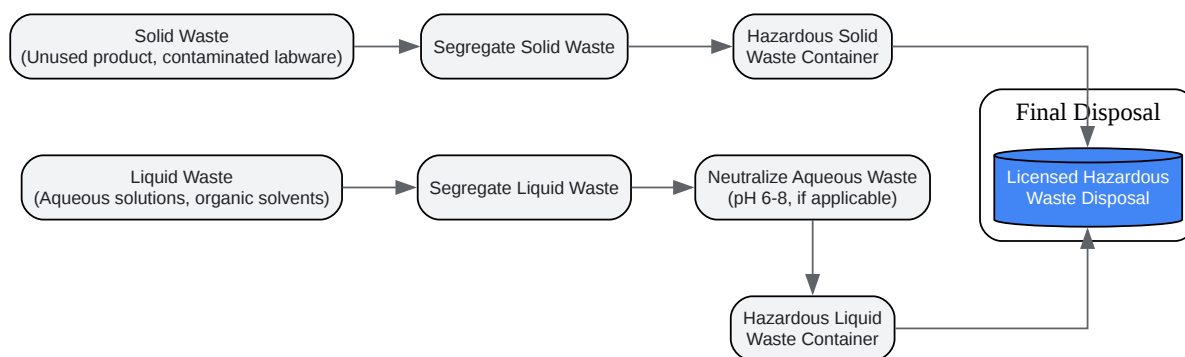 Solid Waste
(Unused product, contaminated labware)
Segregate Solid Waste
Hazardous Solid
Waste Container
Final Disposal
Licensed Hazardous
Waste Disposal
Liquid Waste
(Aqueous solutions, organic solvents)
Segregate Liquid Waste
Neutralize Aqueous Waste
(pH 6-8, if applicable)
Hazardous Liquid
Waste Container